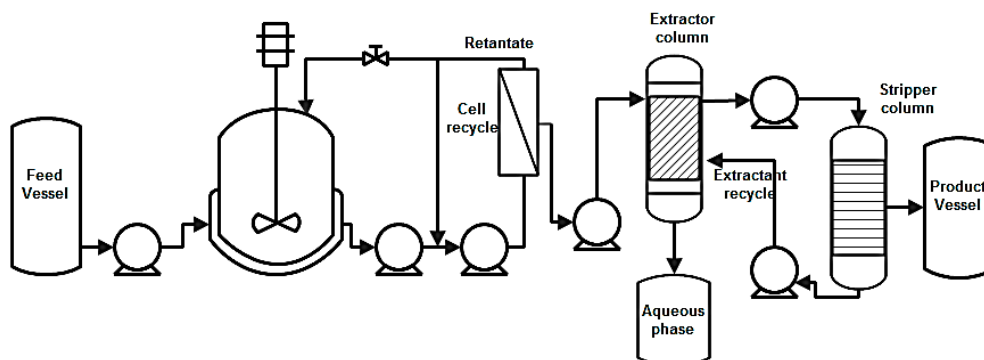 Feed
Vessel
Retantate
Cell
recycle
Extractor
column
Extractant
recycle
Aqueous
phase
Stripper
column
Product
Vessel